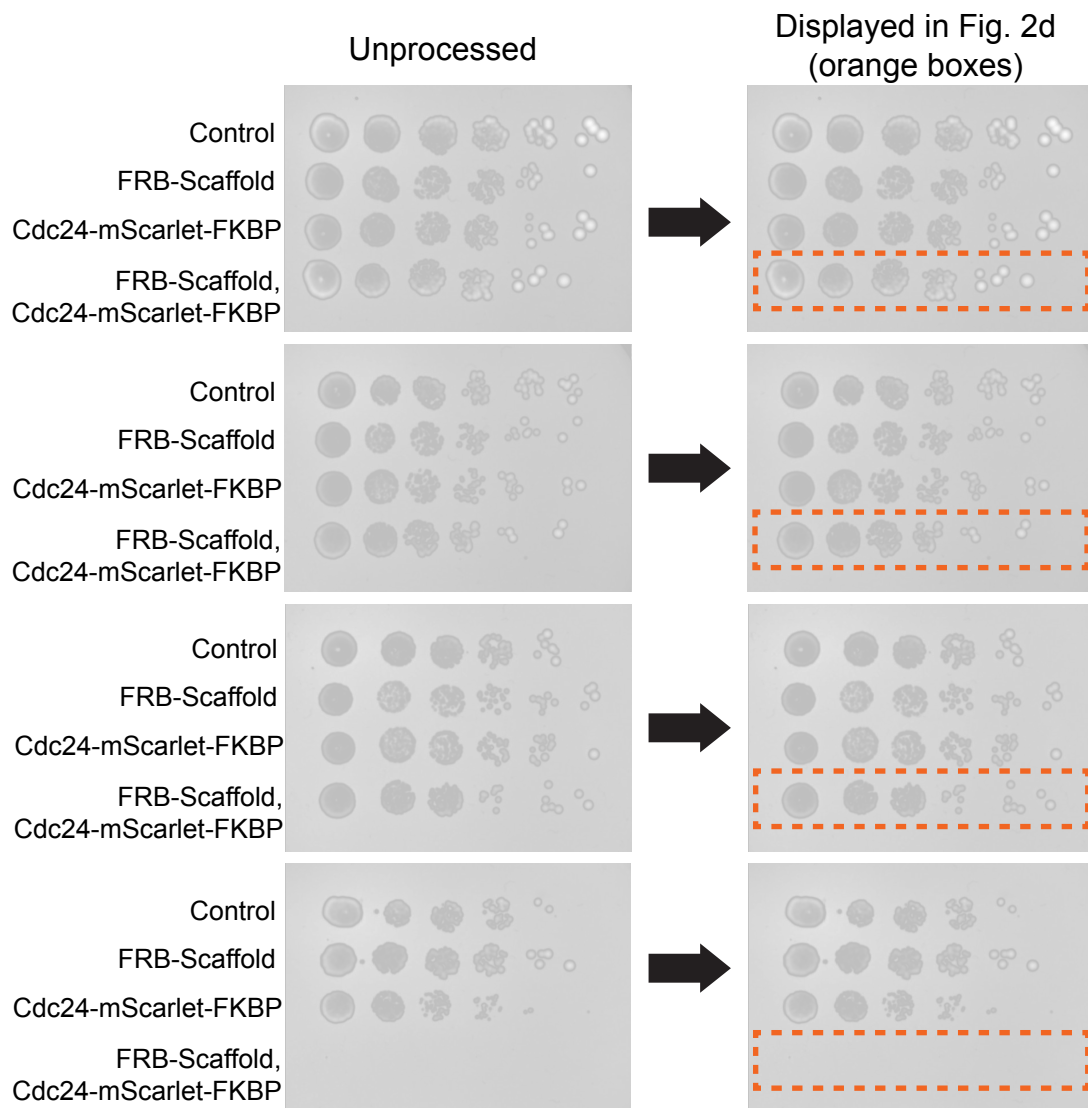 Unprocessed
Displayed in Fig. 2d
(orange boxes)
Control
FRB-Scaffold
Cdc24-mScarlet-FKBP
FRB-Scaffold,
Cdc24-mScarlet-FKBP
Control
FRB-Scaffold
Cdc24-mScarlet-FKBP
FRB-Scaffold,
Cdc24-mScarlet-FKBP
Control
FRB-Scaffold
Cdc24-mScarlet-FKBP
FRB-Scaffold,
Cdc24-mScarlet-FKBP
Control
FRB-Scaffold
Cdc24-mScarlet-FKBP
FRB-Scaffold,
Cdc24-mScarlet-FKBP